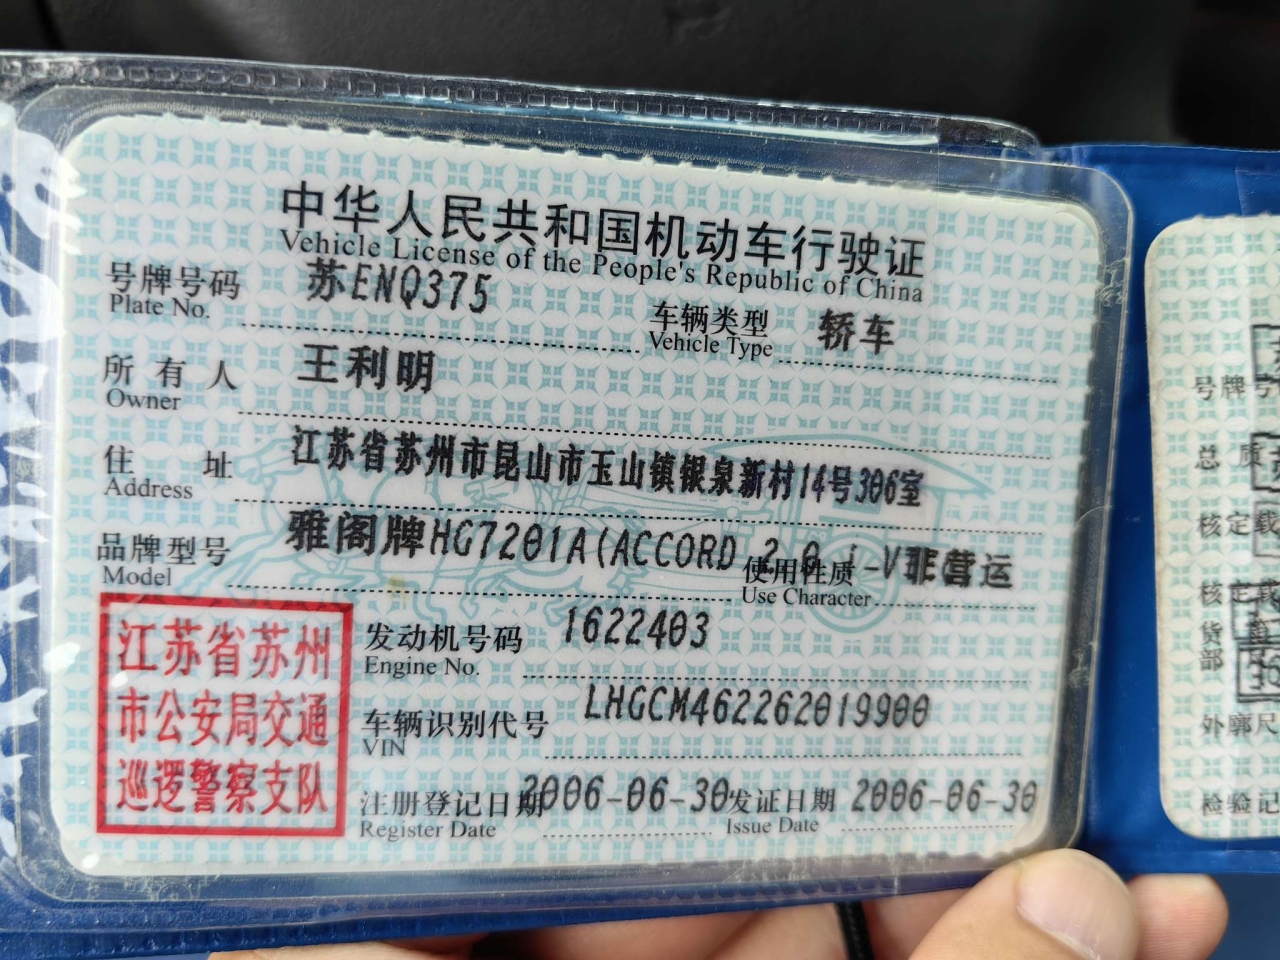 中华人民共和国机动车行驶证
Vehicle License of the People's Republic of China
号牌号码 苏ENQ375
Plate No.
车辆类型 轿车
Vehicle Type
所有人 王利明
Owner
住址 江苏省苏州市昆山市玉山镇银泉新村14号306室
Address
品牌型号 雅阁牌HG7201A(ACCORD 2.0 i-V
Model
使用性质 非营运
Use Character
发动机号码 1622403
Engine No.
车辆识别代号 LHGCM462262019900
VIN
注册登记日期 2006-06-30
Register Date
发证日期 2006-06-30
Issue Date
江苏省苏州
市公安局交通
巡逻警察支队
号牌号
总质
核定载
核定载
货
部
外廓尺
检验记